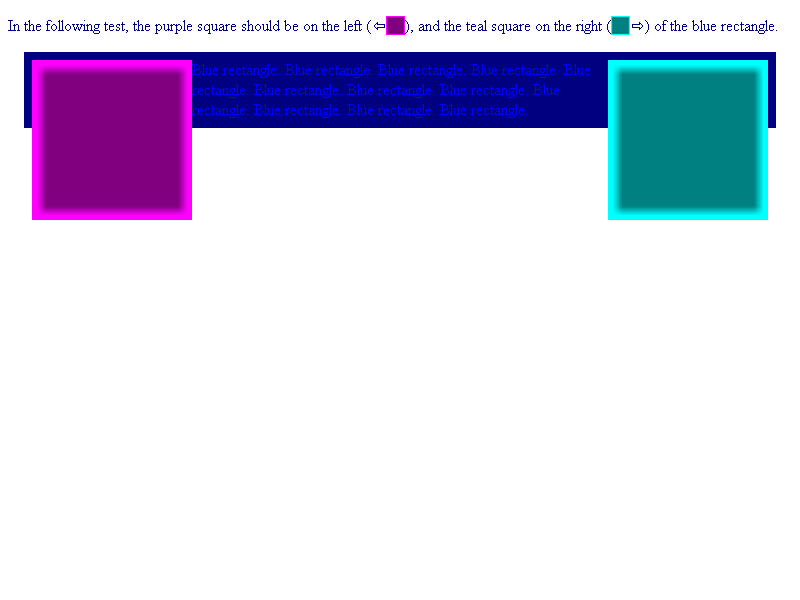 In the following test, the purple square should be on the left (⇦), and the teal square on the right (⇨) of the blue rectangle.
Blue rectangle. Blue rectangle. Blue rectangle. Blue rectangle. Blue
rectangle. Blue rectangle. Blue rectangle. Blue rectangle. Blue
rectangle. Blue rectangle. Blue rectangle. Blue rectangle.